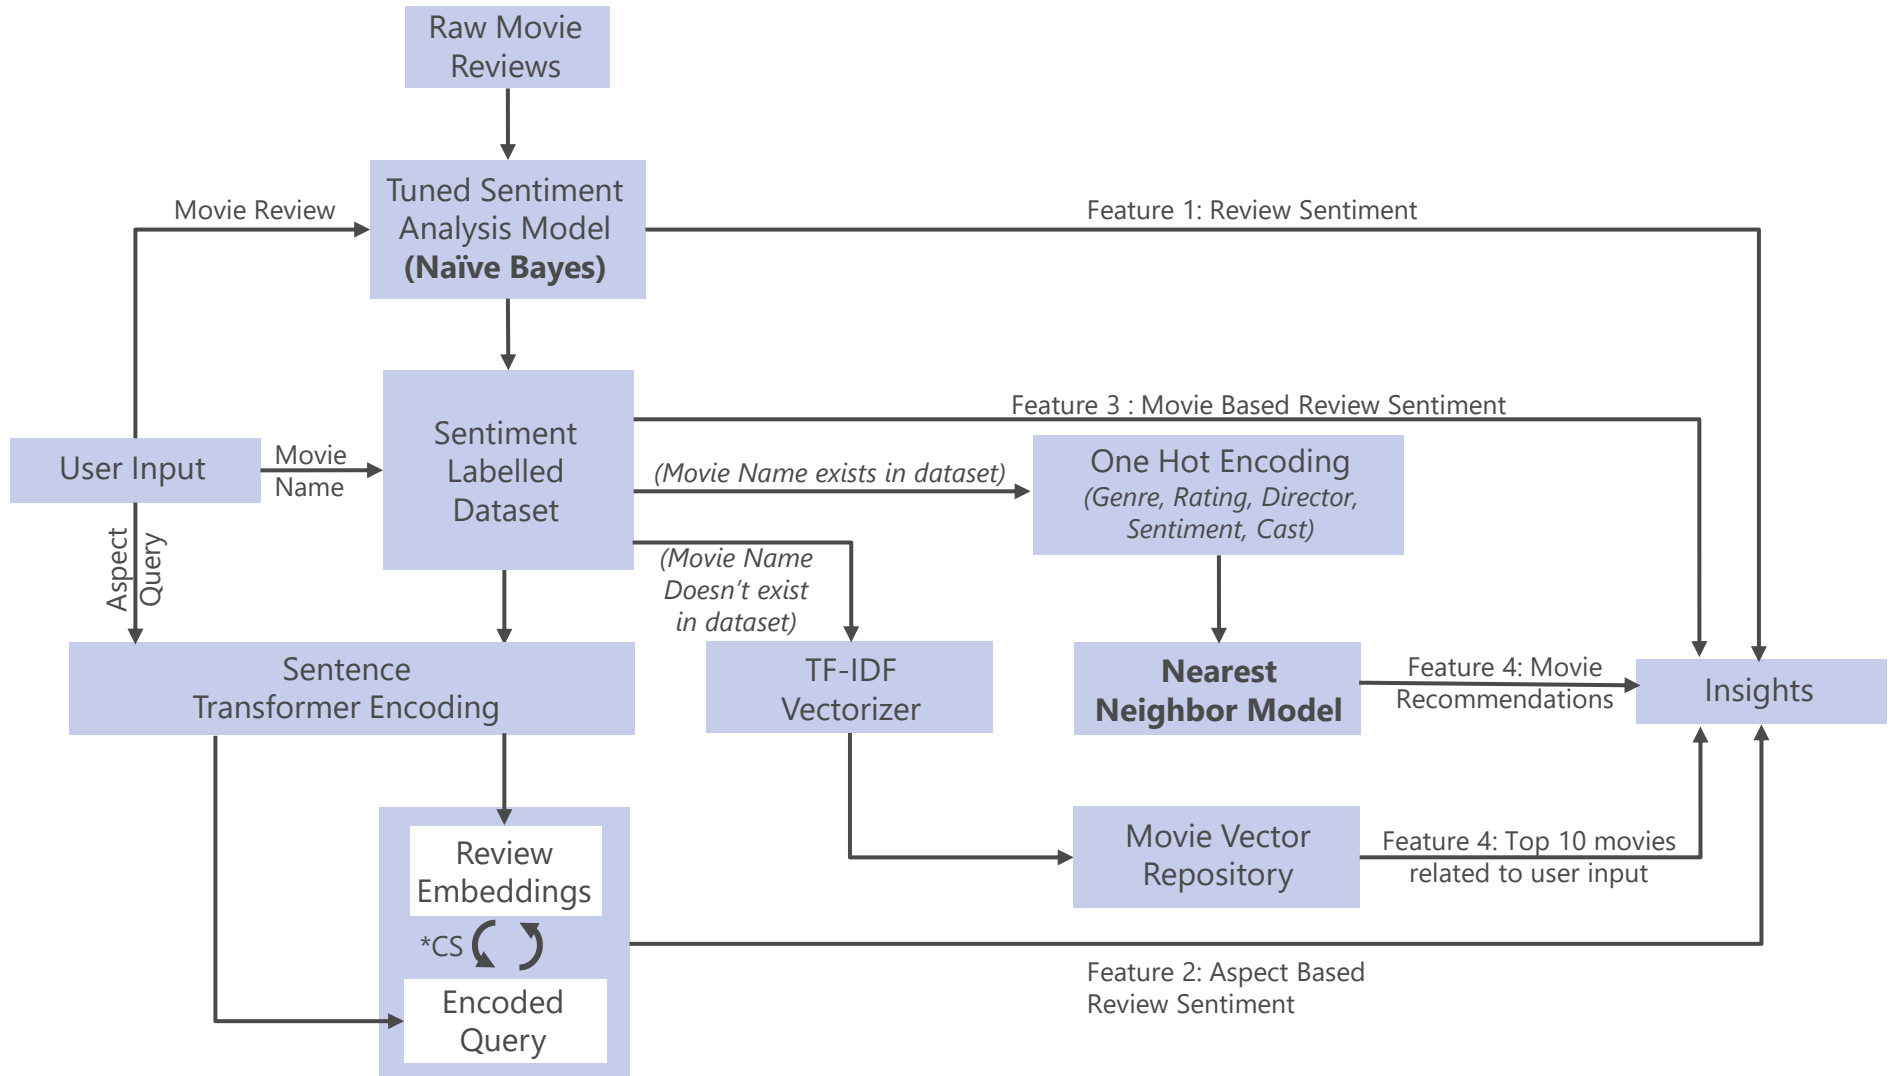 Raw Movie
Reviews
Movie Review
Tuned Sentiment
Analysis Model
(Naïve Bayes)
Feature 1: Review Sentiment
User Input
Movie
Name
Sentiment
Labelled
Dataset
Feature 3 : Movie Based Review Sentiment
(Movie Name exists in dataset)
One Hot Encoding
(Genre, Rating, Director,
Sentiment, Cast)
(Movie Name
Doesn't exist
in dataset)
Aspect
Query
Sentence
Transformer Encoding
TF-IDF
Vectorizer
Nearest
Neighbor Model
Feature 4: Movie
Recommendations
Insights
Review
Embeddings
*CS
Encoded
Query
Movie Vector
Repository
Feature 4: Top 10 movies
related to user input
Feature 2: Aspect Based
Review Sentiment